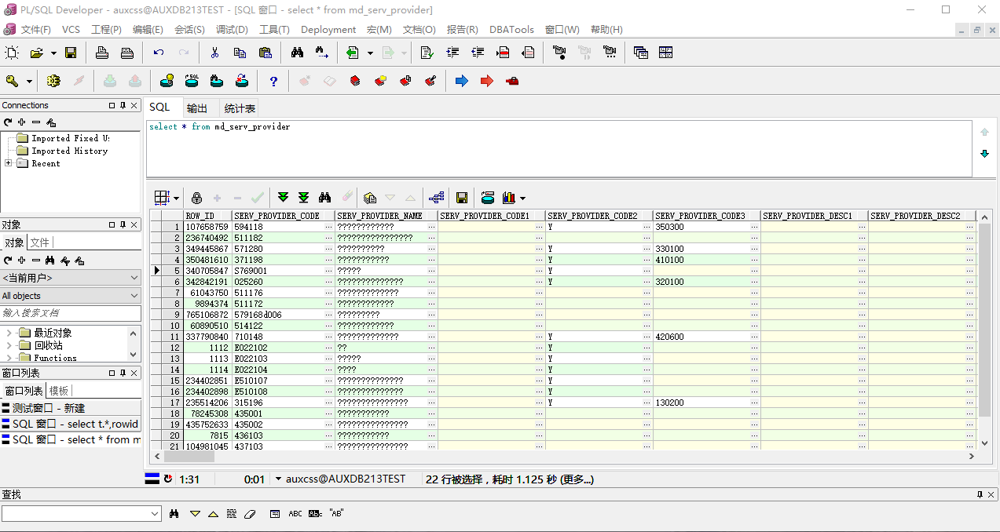 PL/SQL Developer - auxcss@AUXDB213TEST - [SQL 窗口 - select * from md_serv_provider]
文件(F) VCS 工程(P) 编辑(E) 会话(S) 调试(D) 工具(T) Deployment 宏(M) 文档(O) 报告(R) DBATools 窗口(W) 帮助(H)
Connections
Imported Fixed U:
Imported History
Recent
对象
对象 文件
<当前用户>
All objects
输入搜索文档
最近对象
回收站
Functions
窗口列表
窗口列表 模板
测试窗口 - 新建
SQL 窗口 - select t.*,rowid
SQL 窗口 - select * from m
SQL 输出 统计表
select * from md_serv_provider
ROW_ID SERV_PROVIDER_CODE SERV_PROVIDER_NAME SERV_PROVIDER_CODE1 SERV_PROVIDER_CODE2 SERV_PROVIDER_CODE3 SERV_PROVIDER_DESC1 SERV_PROVIDER_DESC2
1 107658759 594118 ???????????? Y 350300
2 236740492 511182 ????????????????
3 349445867 571280 ?????????? Y 330100
4 350481610 371198 ??????????? Y 410100
5 340705847 S769001 ????? Y
6 342842191 025260 ?????????????? Y 320100
7 61043750 511176 ?????????????
8 9894374 511172 ????????????
9 765106872 579168d006 ?????????
10 60890510 514122 ????????????
11 337790840 710148 ????????????? Y 420600
12 1112 E022102 ?? Y
13 1113 E022103 ????? Y
14 1114 E022104 ???? Y
15 234402851 E510107 ?????????????? Y
16 234402898 E510108 ?????????????? Y
17 235514206 315196 ??????????????? Y 130200
18 78245308 435001 ???????????
19 435752633 435002 ???????????????
20 7815 436103 ???????????
21 104981045 437103 ???????????????
1:31 0:01 auxcss@AUXDB213TEST 22 行被选择，耗时 1.125 秒 (更多...)
查找
ABC ABc "AB"